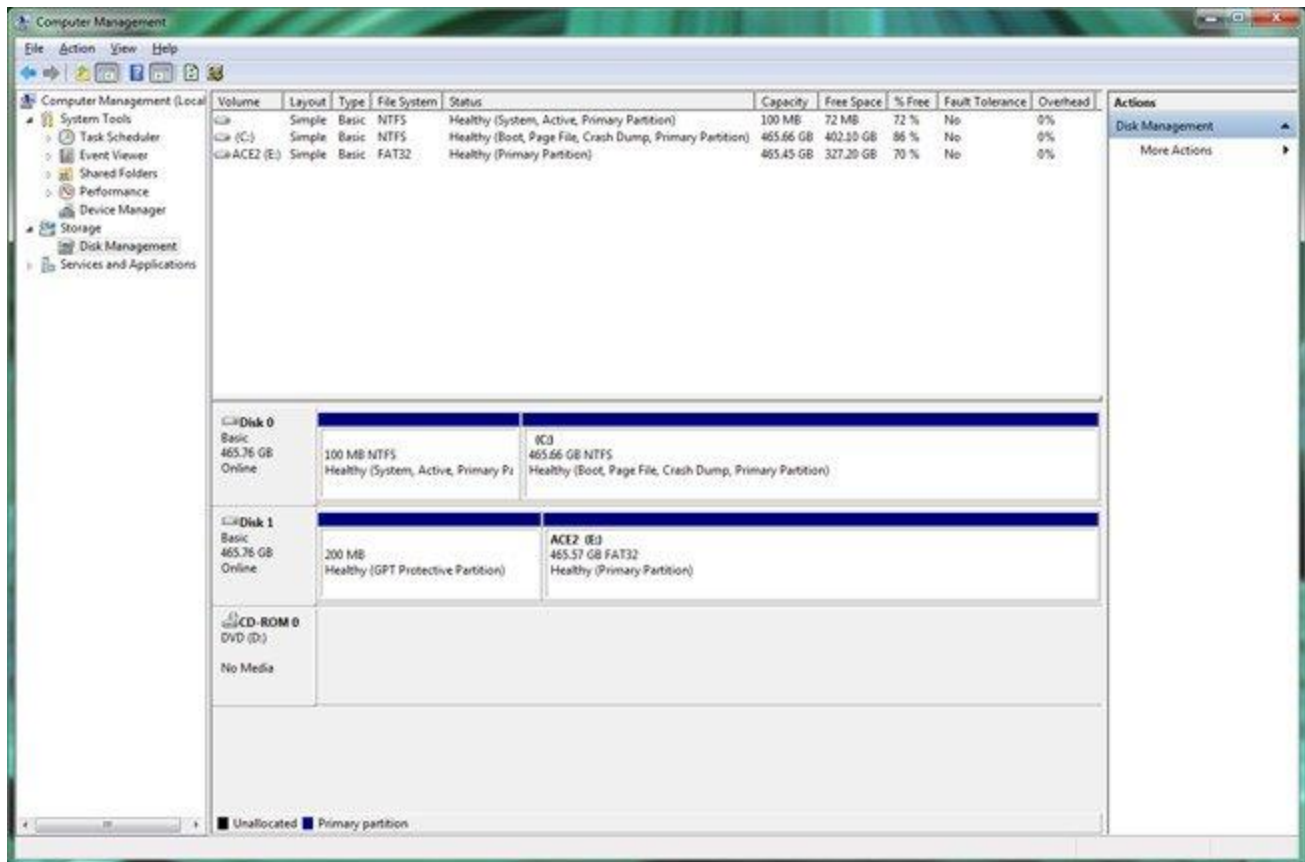 Computer Management
File Action View Help
Computer Management (Local
System Tools
Task Scheduler
Event Viewer
Shared Folders
Performance
Device Manager
Storage
Disk Management
Services and Applications
Volume Layout Type File System Status Capacity Free Space % Free Fault Tolerance Overhead
Simple Basic NTFS Healthy (System, Active, Primary Partition) 100 MB 72 MB 72 % No 0%
(C:) Simple Basic NTFS Healthy (Boot, Page File, Crash Dump, Primary Partition) 465.66 GB 402.10 GB 86 % No 0%
ACE2 (E:) Simple Basic FAT32 Healthy (Primary Partition) 465.45 GB 327.20 GB 70 % No 0%
Disk 0
Basic
465.76 GB
Online
100 MB NTFS
Healthy (System, Active, Primary Pa
(C:)
465.66 GB NTFS
Healthy (Boot, Page File, Crash Dump, Primary Partition)
Disk 1
Basic
465.76 GB
Online
200 MB
Healthy (GPT Protective Partition)
ACE2 (E:)
465.57 GB FAT32
Healthy (Primary Partition)
CD-ROM 0
DVD (D:)
No Media
Unallocated Primary partition
Actions
Disk Management
More Actions